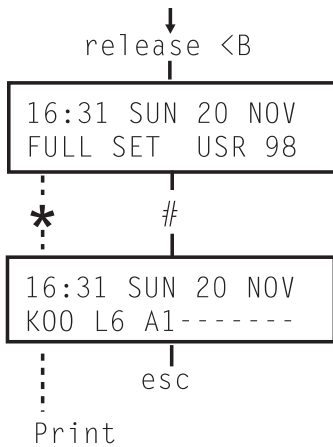 release <B
16:31 SUN 20 NOV
FULL SET USR 98
* #
16:31 SUN 20 NOV
K00 L6 A1-------
esc
Print